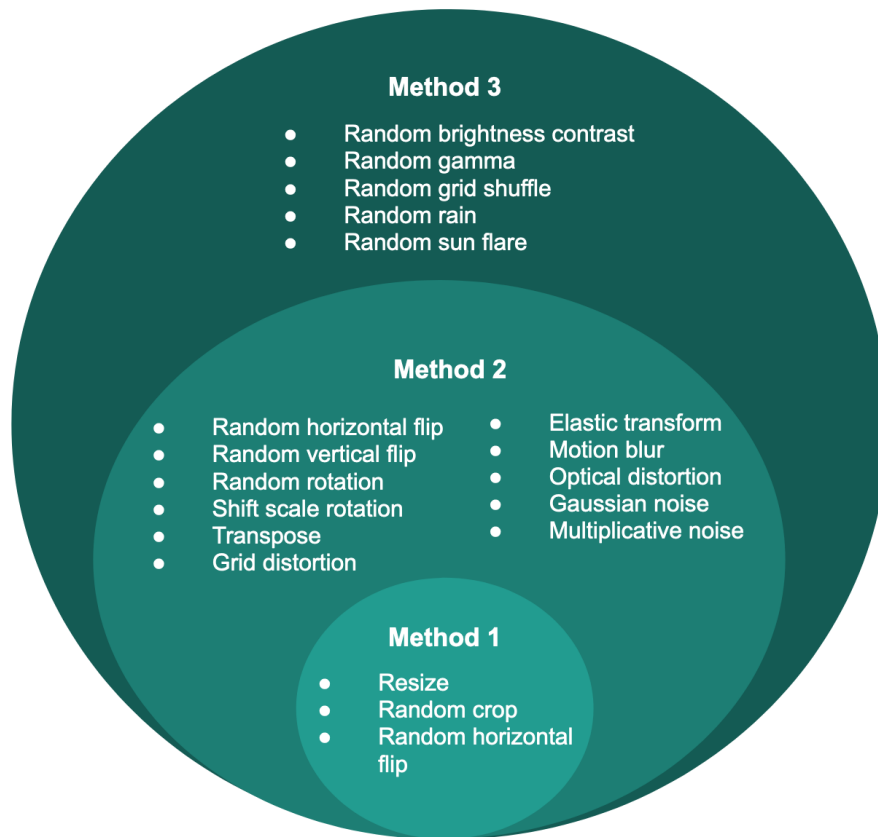 Method 3
● Random brightness contrast
● Random gamma
● Random grid shuffle
● Random rain
● Random sun flare
Method 2
● Random horizontal flip
● Random vertical flip
● Random rotation
● Shift scale rotation
● Transpose
● Grid distortion
● Elastic transform
● Motion blur
● Optical distortion
● Gaussian noise
● Multiplicative noise
Method 1
● Resize
● Random crop
● Random horizontal
flip